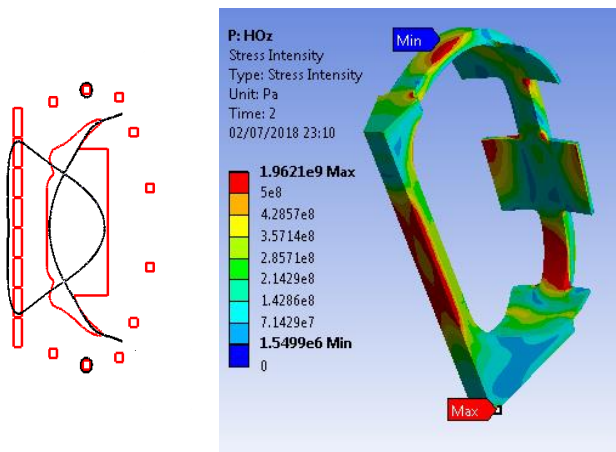 P: HOz
Stress Intensity
Type: Stress Intensity
Unit: Pa
Time: 2
02/07/2018 23:10
1.9621e9 Max
5e8
4.2857e8
3.5714e8
2.8571e8
2.1429e8
1.4286e8
7.1429e7
1.5499e6 Min
0
Min
Max